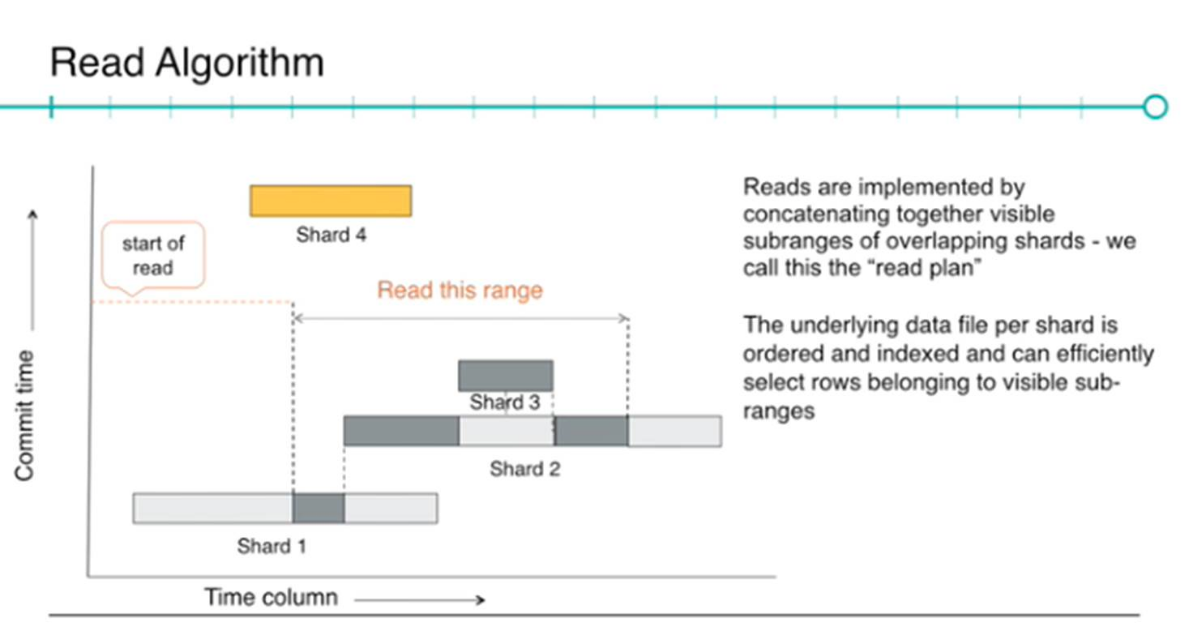 Read Algorithm
Shard 4
start of
read
Read this range
Shard 3
Shard 2
Shard 1
Commit time
Time column
Reads are implemented by
concatenating together visible
subranges of overlapping shards - we
call this the “read plan”
The underlying data file per shard is
ordered and indexed and can efficiently
select rows belonging to visible sub-
ranges